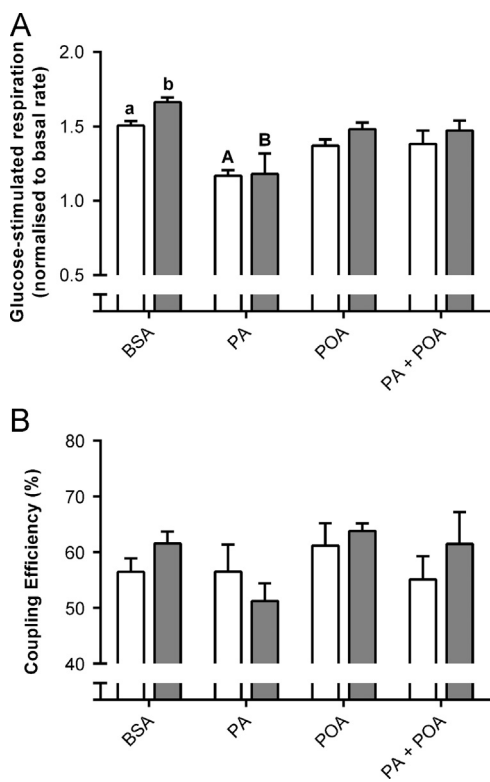 A
Glucose-stimulated respiration
(normalised to basal rate)
2.0
1.5
1.0
0.5
a
b
A
B
BSA
PA
POA
PA + POA
B
Coupling Efficiency (%)
80
70
60
50
40
BSA
PA
POA
PA + POA